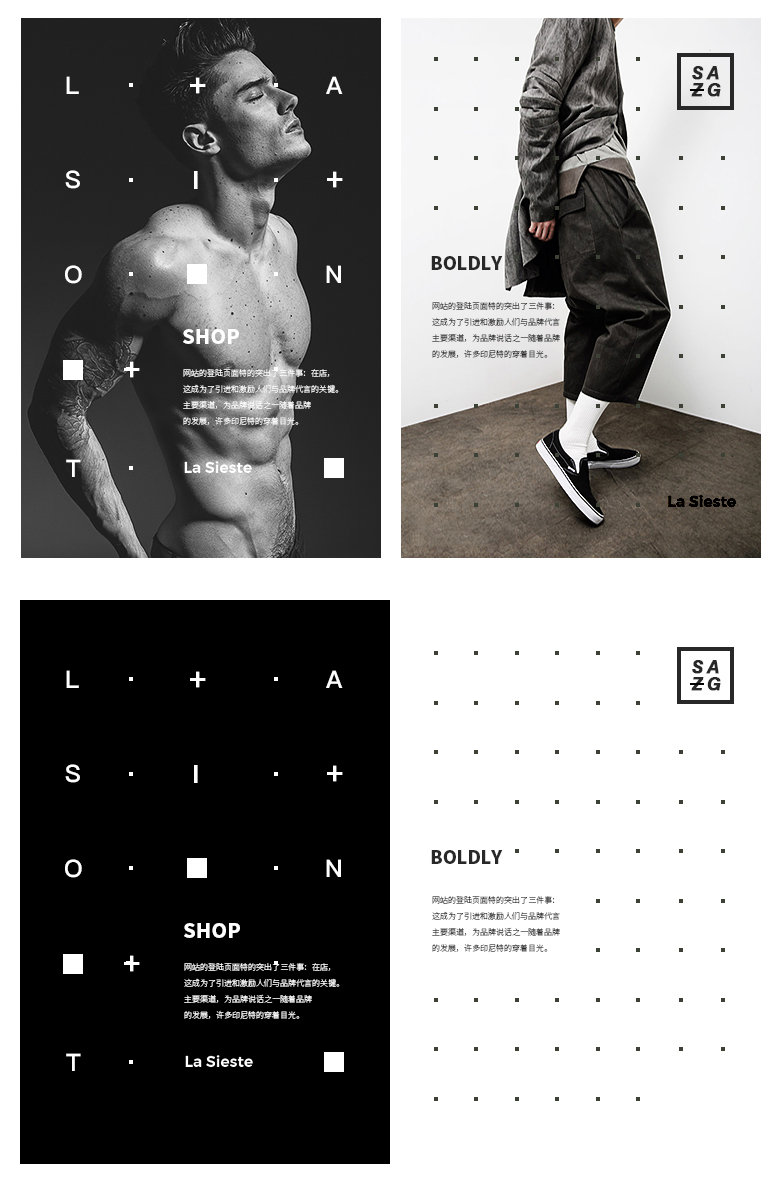 L · + · A
S · I · +
O · ■ · N
SHOP
■ +
网站的登陆页面特的突出了三件事：在店，
这成为了引进和激励人们与品牌代言的关键。
主要渠道，为品牌说话之一随着品牌
的发展，许多印尼特的穿着目光。
T · La Sieste ■
SA
ZG
BOLDLY
网站的登陆页面特的突出了三件事：
这成为了引进和激励人们与品牌代言
主要渠道，为品牌说话之一随着品牌
的发展，许多印尼特的穿着目光。
La Sieste
L · + · A
S · I · +
O · ■ · N
SHOP
■ +
网站的登陆页面特的突出了三件事：在店，
这成为了引进和激励人们与品牌代言的关键。
主要渠道，为品牌说话之一随着品牌
的发展，许多印尼特的穿着目光。
T · La Sieste ■
SA
ZG
BOLDLY
网站的登陆页面特的突出了三件事：
这成为了引进和激励人们与品牌代言
主要渠道，为品牌说话之一随着品牌
的发展，许多印尼特的穿着目光。